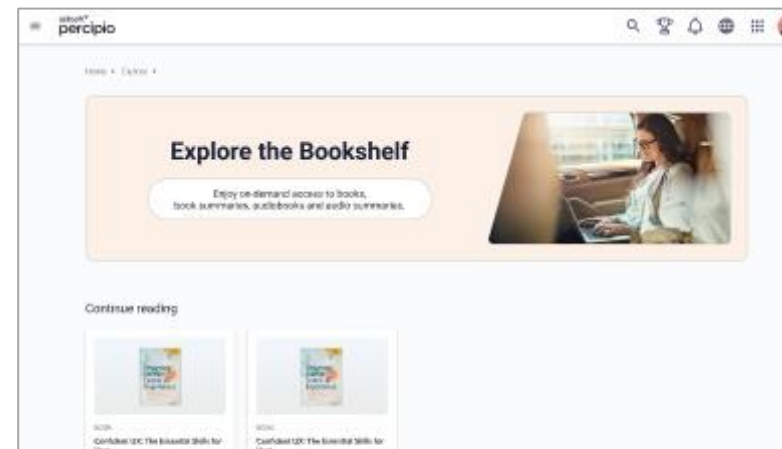 percipio
Home
Explore the Bookshelf
Enjoy on-demand access to books,
book summaries, audiobooks and audio summaries.
Continue reading
BOOK
BOOK
Confident UX: The Essential Skills for
Confident UX: The Essential Skills for